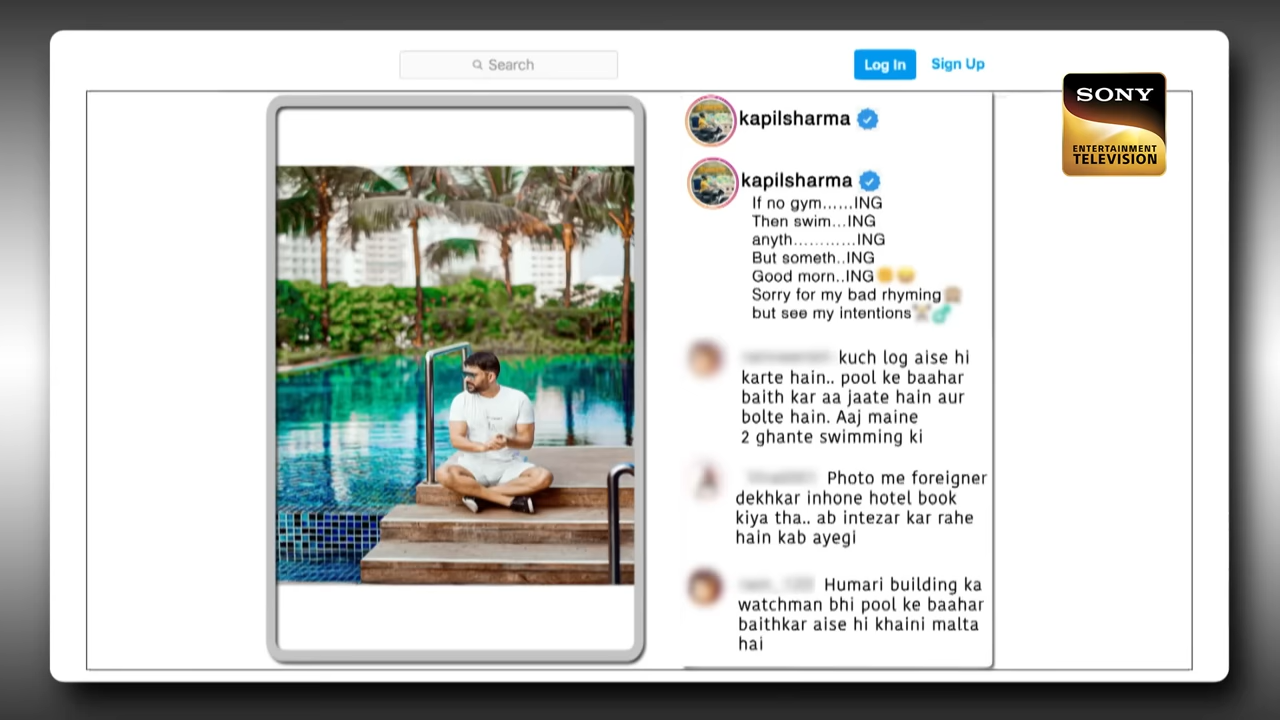 Search
Log In
Sign Up
SONY
ENTERTAINMENT
TELEVISION
kapilsharma
kapilsharma
If no gym......ING
Then swim...ING
anyth............ING
But someth..ING
Good morn..ING
Sorry for my bad rhyming
but see my intentions
kuch log aise hi
karte hain.. pool ke baahar
baith kar aa jaate hain aur
bolte hain. Aaj maine
2 ghante swimming ki
Photo me foreigner
dekhkar inhone hotel book
kiya tha.. ab intezar kar rahe
hain kab ayegi
Humari building ka
watchman bhi pool ke baahar
baithkar aise hi khaini malta
hai